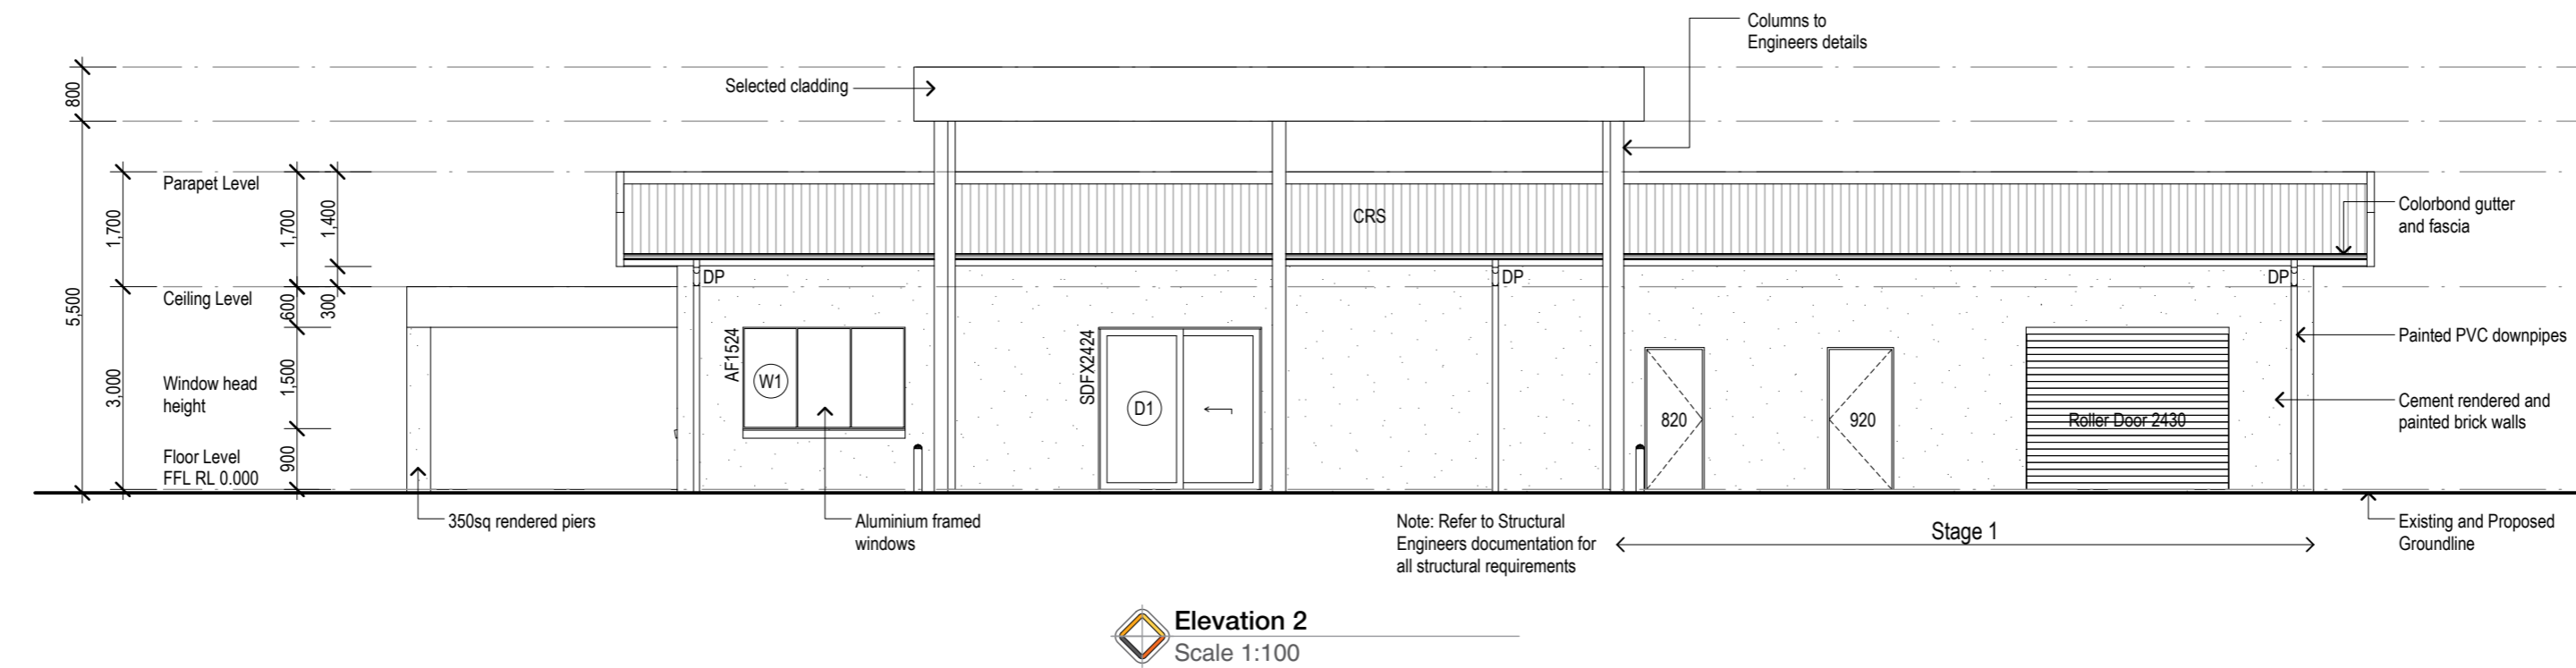 Columns to
Engineers details
Selected cladding
800
5,500
1,700
3,000
Parapet Level
Ceiling Level
Window head
height
Floor Level
FFL RL 0.000
1,700
600
1,500
900
1,400
300
CRS
DP
DP
DP
AF1524
W1
SDFX2424
D1
820
920
Roller Door 2430
Colorbond gutter
and fascia
Painted PVC downpipes
Cement rendered and
painted brick walls
350sq rendered piers
Aluminium framed
windows
Note: Refer to Structural
Engineers documentation for
all structural requirements
Stage 1
Existing and Proposed
Groundline
Elevation 2
Scale 1:100